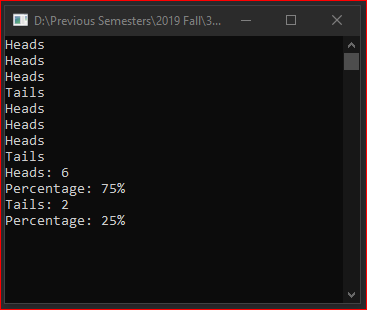 D:\Previous Semesters\2019 Fall\3...
Heads
Heads
Heads
Tails
Heads
Heads
Heads
Tails
Heads: 6
Percentage: 75%
Tails: 2
Percentage: 25%